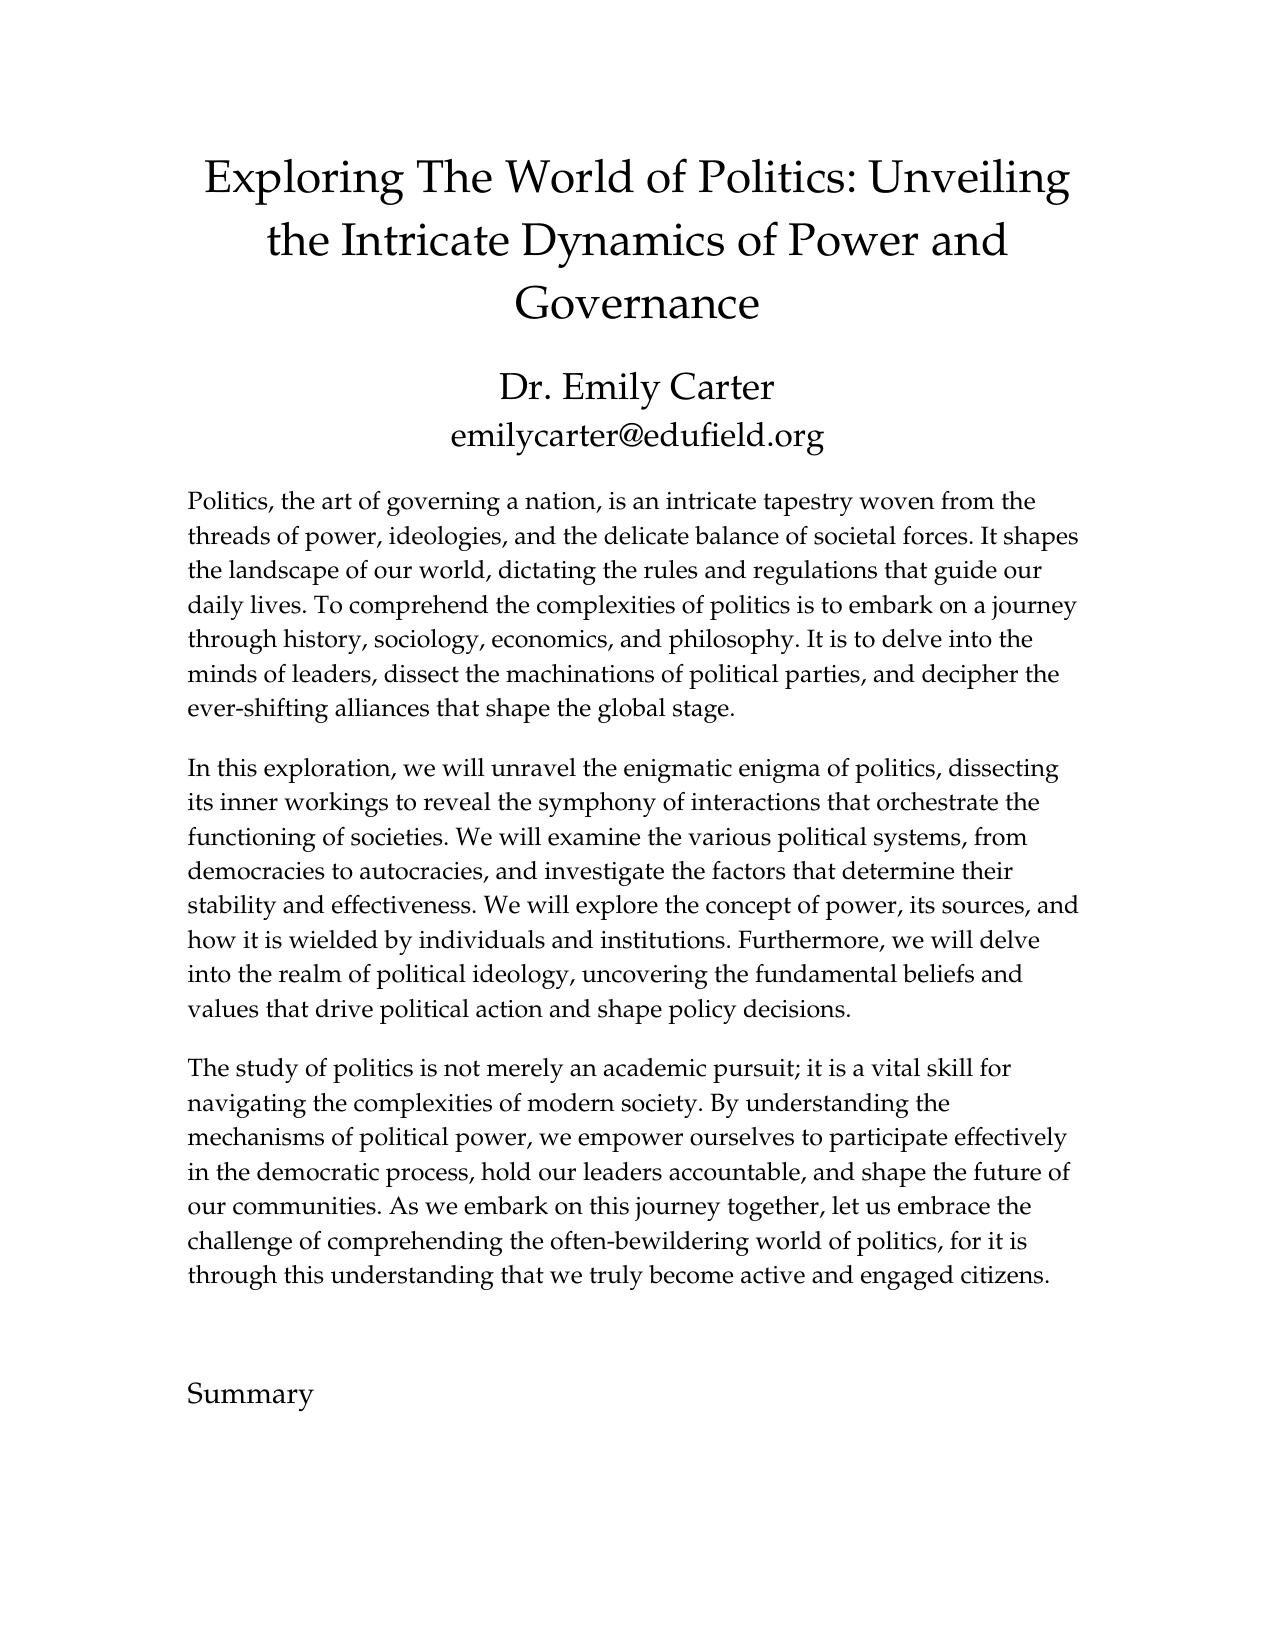 Exploring The World of Politics: Unveiling
the Intricate Dynamics of Power and
Governance
Dr. Emily Carter
emilycarter@edufield.org
Politics, the art of governing a nation, is an intricate tapestry woven from the
threads of power, ideologies, and the delicate balance of societal forces. It shapes
the landscape of our world, dictating the rules and regulations that guide our
daily lives. To comprehend the complexities of politics is to embark on a journey
through history, sociology, economics, and philosophy. It is to delve into the
minds of leaders, dissect the machinations of political parties, and decipher the
ever-shifting alliances that shape the global stage.
In this exploration, we will unravel the enigmatic enigma of politics, dissecting
its inner workings to reveal the symphony of interactions that orchestrate the
functioning of societies. We will examine the various political systems, from
democracies to autocracies, and investigate the factors that determine their
stability and effectiveness. We will explore the concept of power, its sources, and
how it is wielded by individuals and institutions. Furthermore, we will delve
into the realm of political ideology, uncovering the fundamental beliefs and
values that drive political action and shape policy decisions.
The study of politics is not merely an academic pursuit; it is a vital skill for
navigating the complexities of modern society. By understanding the
mechanisms of political power, we empower ourselves to participate effectively
in the democratic process, hold our leaders accountable, and shape the future of
our communities. As we embark on this journey together, let us embrace the
challenge of comprehending the often-bewildering world of politics, for it is
through this understanding that we truly become active and engaged citizens.
Summary